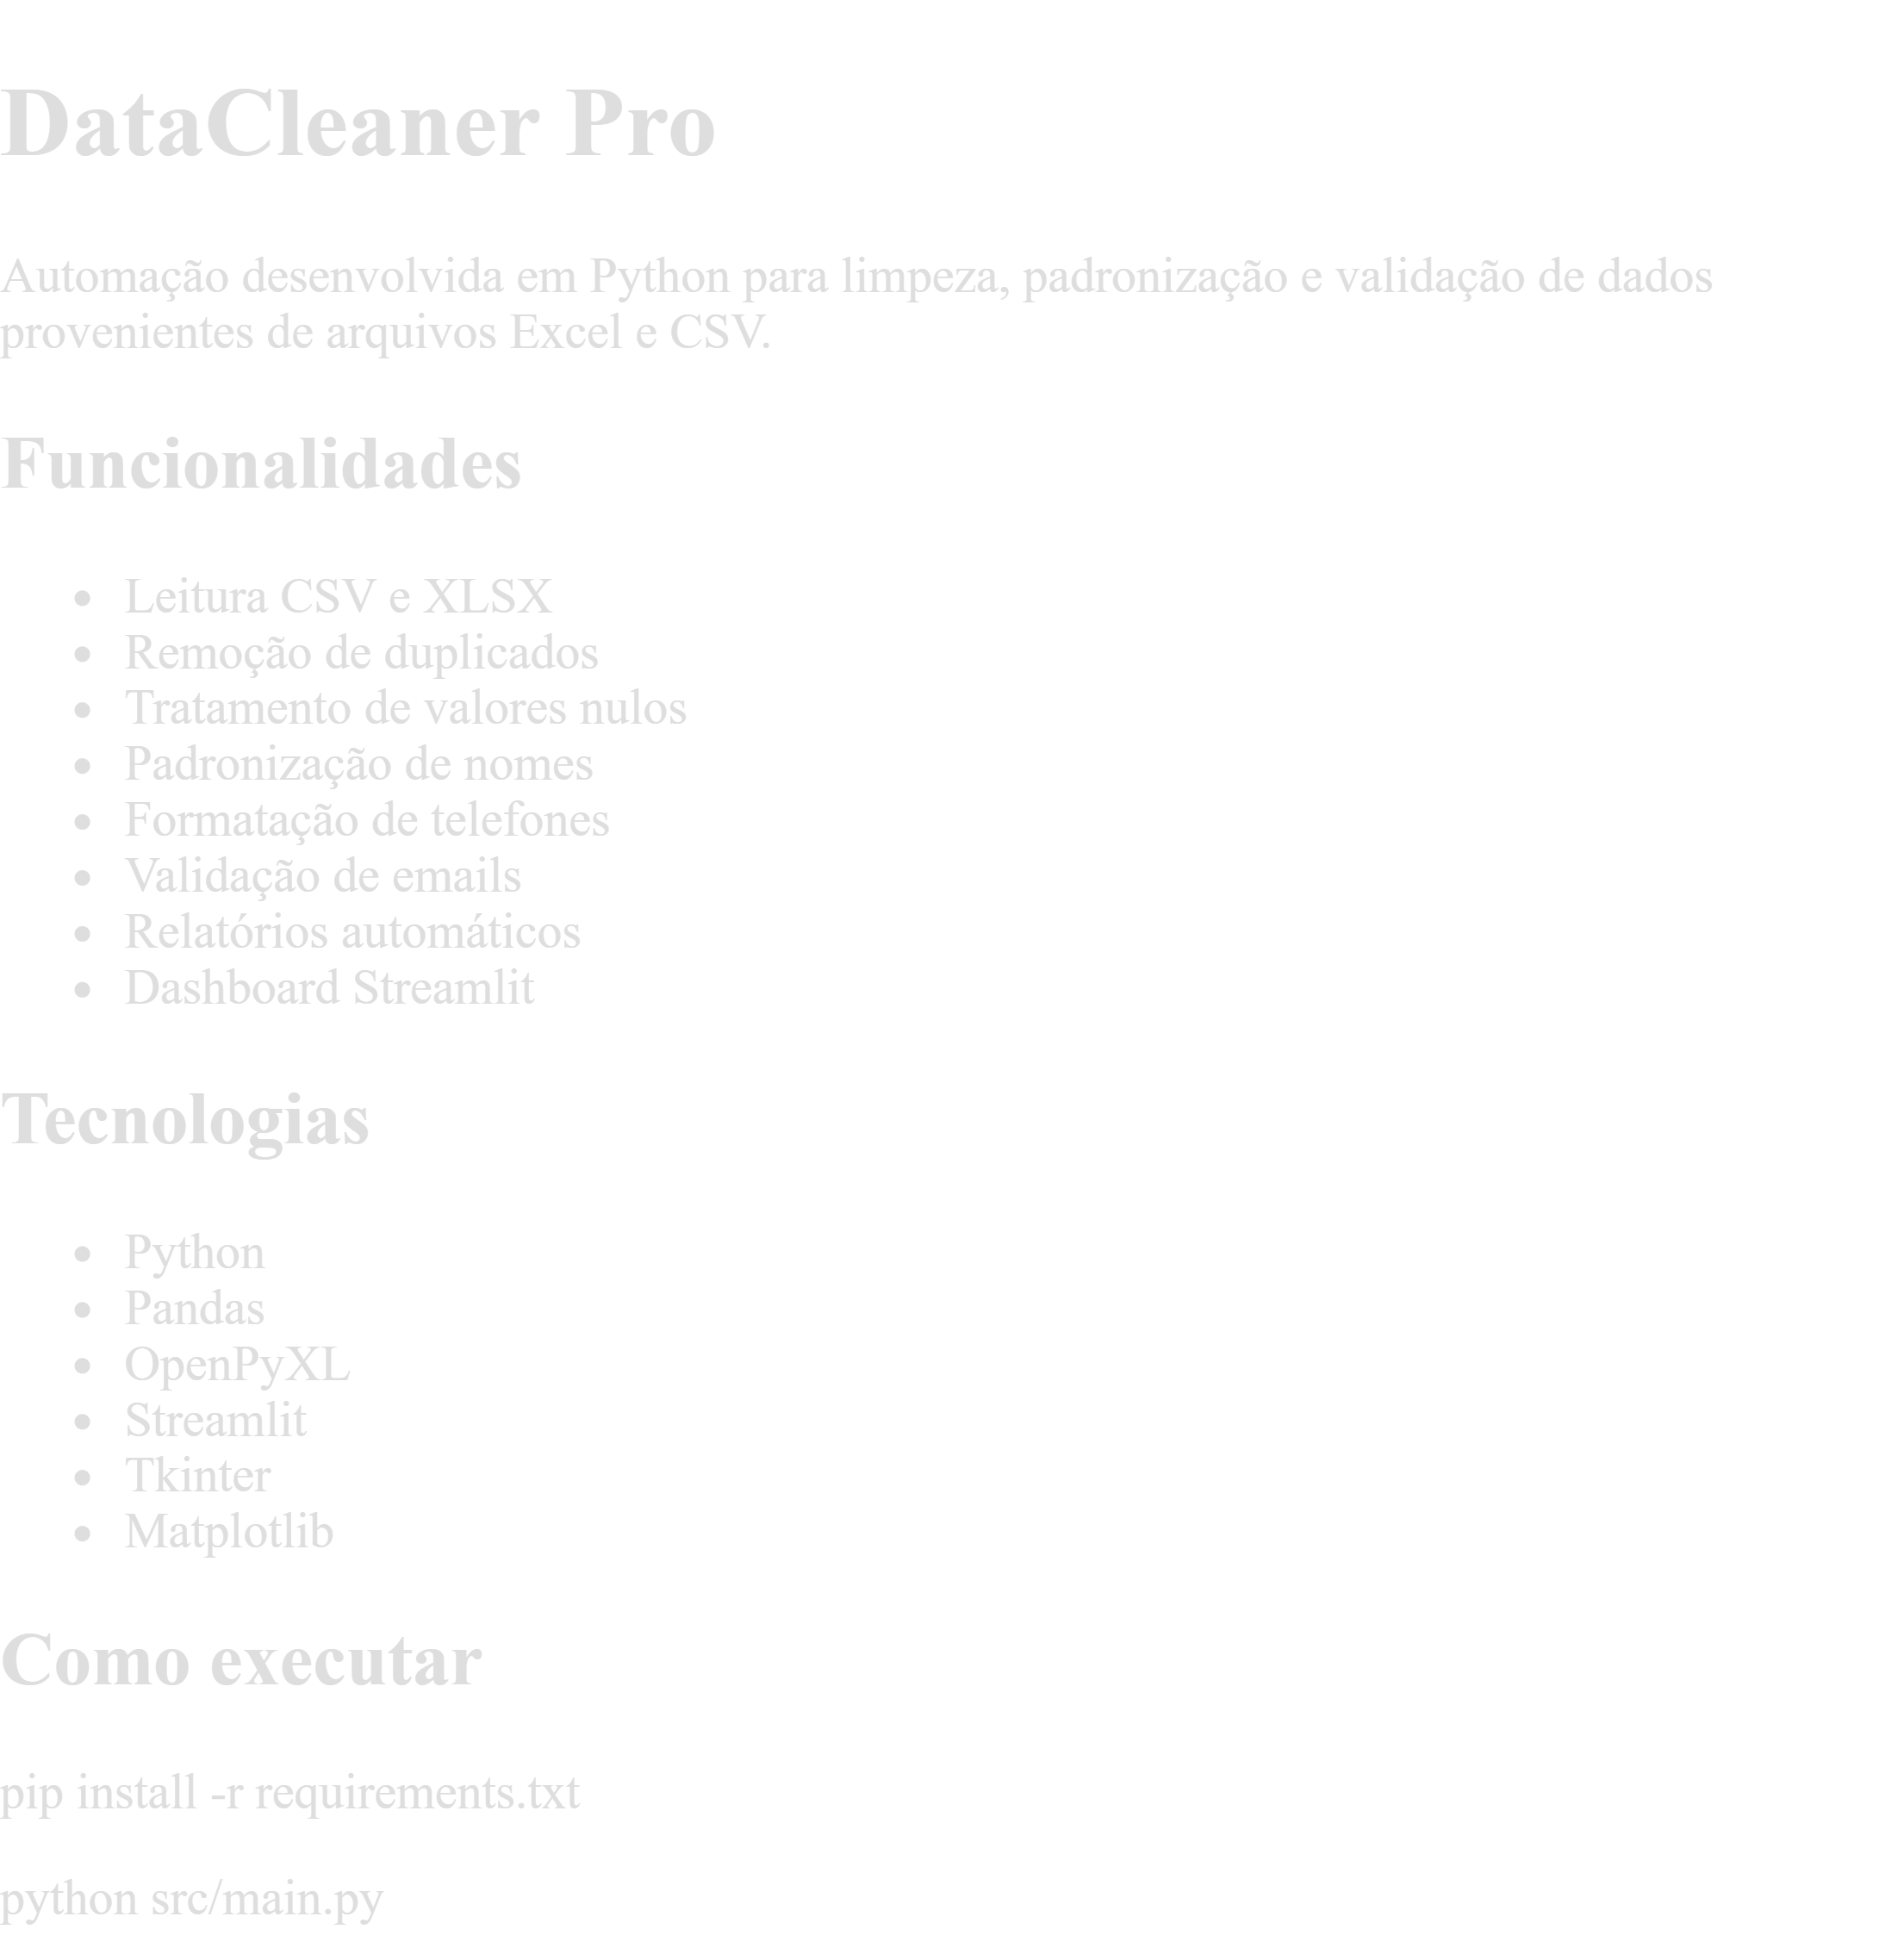 DataCleaner Pro
Automação desenvolvida em Python para limpeza, padronização e validação de dados
provenientes de arquivos Excel e CSV.
Funcionalidades
• Leitura CSV e XLSX
• Remoção de duplicados
• Tratamento de valores nulos
• Padronização de nomes
• Formatação de telefones
• Validação de emails
• Relatórios automáticos
• Dashboard Streamlit
Tecnologias
• Python
• Pandas
• OpenPyXL
• Streamlit
• Tkinter
• Matplotlib
Como executar
pip install -r requirements.txt
python src/main.py